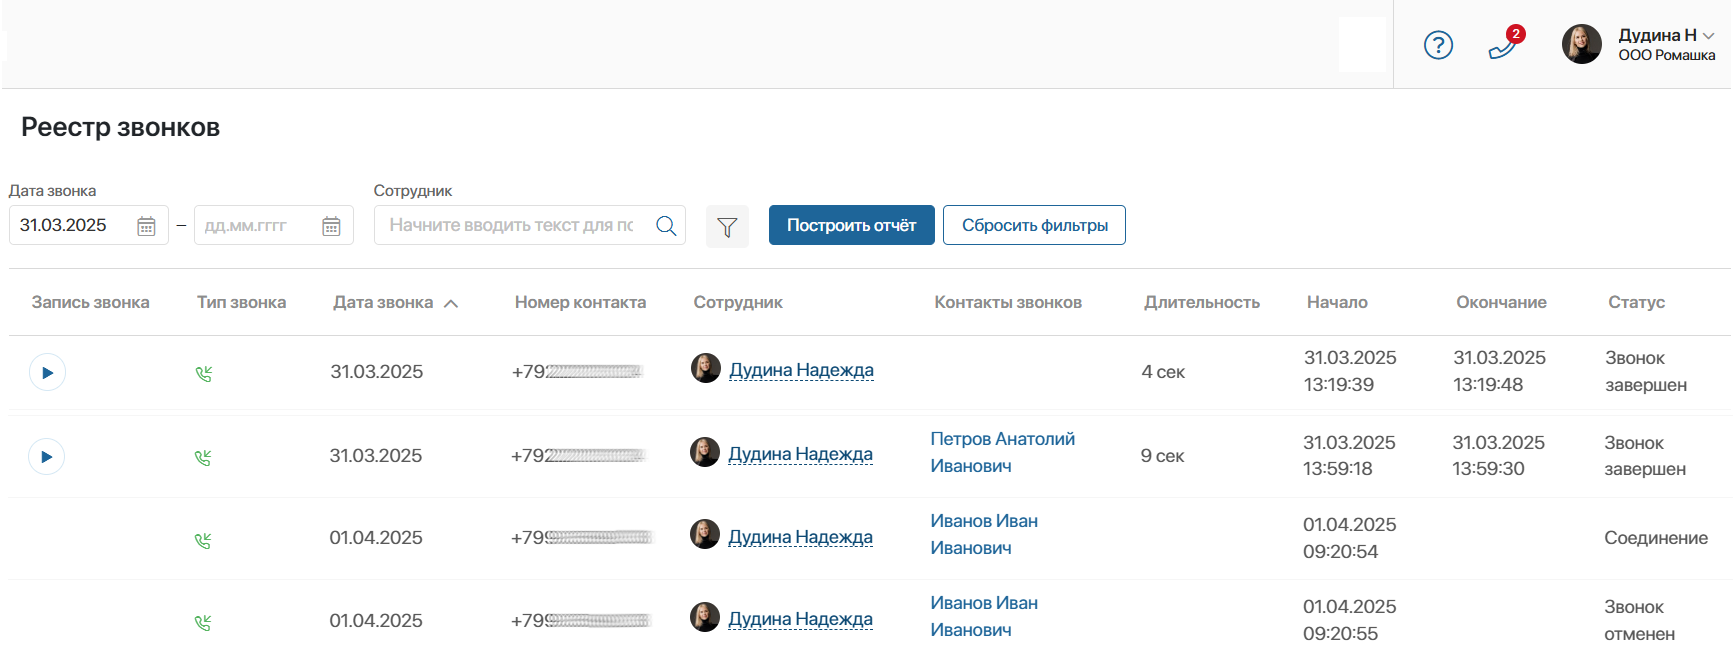 2
Дудина Н
ООО Ромашка
Реестр звонков
Дата звонка
Сотрудник
31.03.2025 – дд.мм.гггг
Начните вводить текст для пс
Построить отчёт
Сбросить фильтры
Запись звонка Тип звонка Дата звонка Номер контакта Сотрудник Контакты звонков Длительность Начало Окончание Статус
31.03.2025 +792 Дудина Надежда 4 сек 31.03.2025 13:19:39 31.03.2025 13:19:48 Звонок завершен
31.03.2025 +792 Дудина Надежда Петров Анатолий Иванович 9 сек 31.03.2025 13:59:18 31.03.2025 13:59:30 Звонок завершен
01.04.2025 +799 Дудина Надежда Иванов Иван Иванович 01.04.2025 09:20:54 Соединение
01.04.2025 +799 Дудина Надежда Иванов Иван Иванович 01.04.2025 09:20:55 Звонок отменен